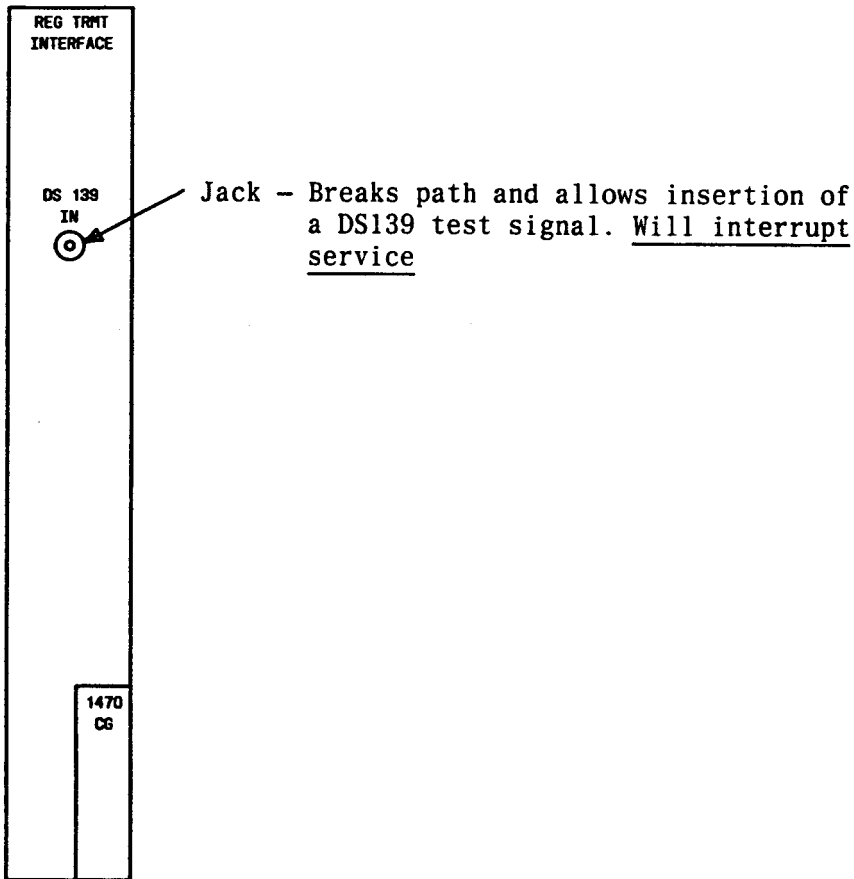 REG TRMT
INTERFACE
DS 139
IN
Jack – Breaks path and allows insertion of
a DS139 test signal. Will interrupt
service
1470
CG